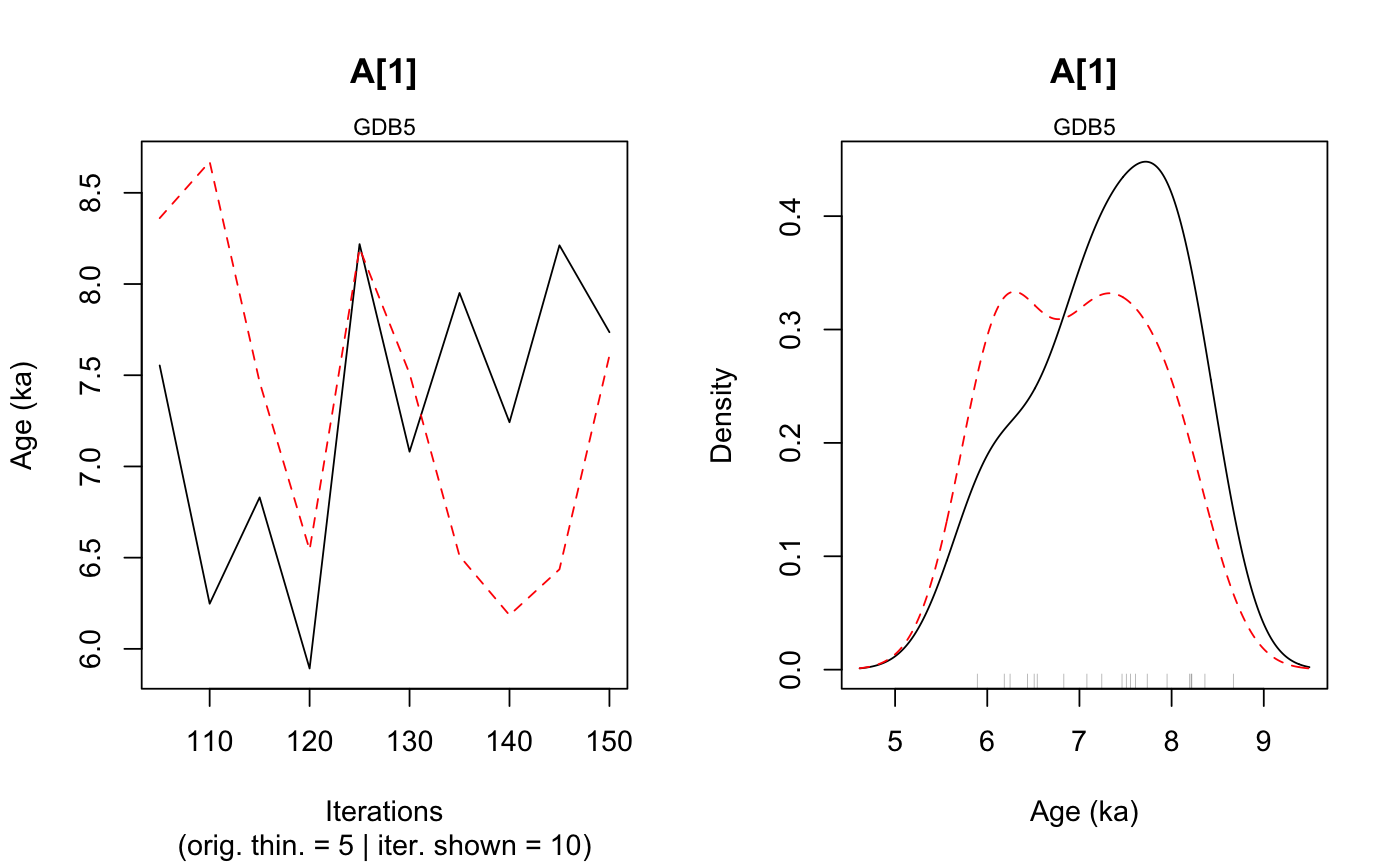 A[1]
GDB5
Age (ka)
8.5
8.0
7.5
7.0
6.5
6.0
110 120 130 140 150
Iterations
(orig. thin. = 5 | iter. shown = 10)
A[1]
GDB5
Density
0.4
0.3
0.2
0.1
0.0
5 6 7 8 9
Age (ka)